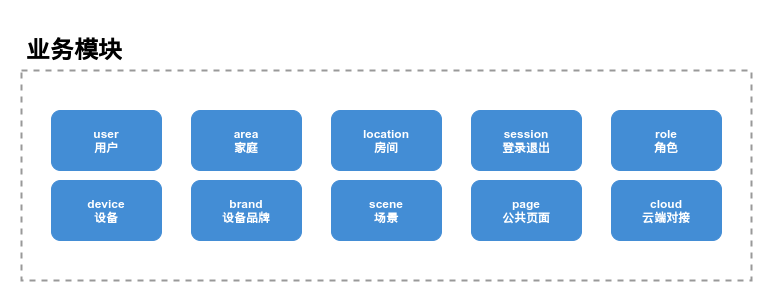 业务模块
user
用户
area
家庭
location
房间
session
登录退出
role
角色
device
设备
brand
设备品牌
scene
场景
page
公共页面
cloud
云端对接